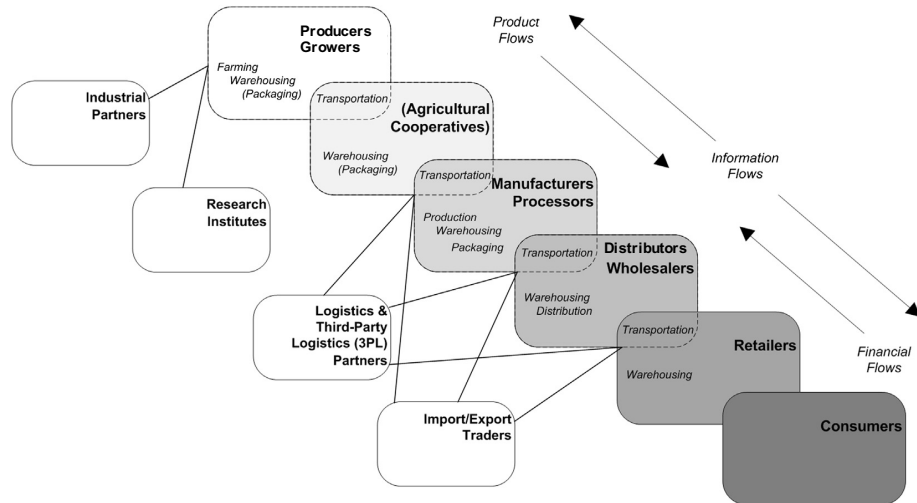 Producers
Growers
Farming
Warehousing
(Packaging)
Transportation
Industrial
Partners
(Agricultural
Cooperatives)
Warehousing
(Packaging)
Transportation
Research
Institutes
Manufacturers
Processors
Production
Warehousing
Packaging
Transportation
Distributors
Wholesalers
Warehousing
Distribution
Transportation
Logistics &
Third-Party
Logistics (3PL)
Partners
Retailers
Warehousing
Import/Export
Traders
Consumers
Product
Flows
Information
Flows
Financial
Flows